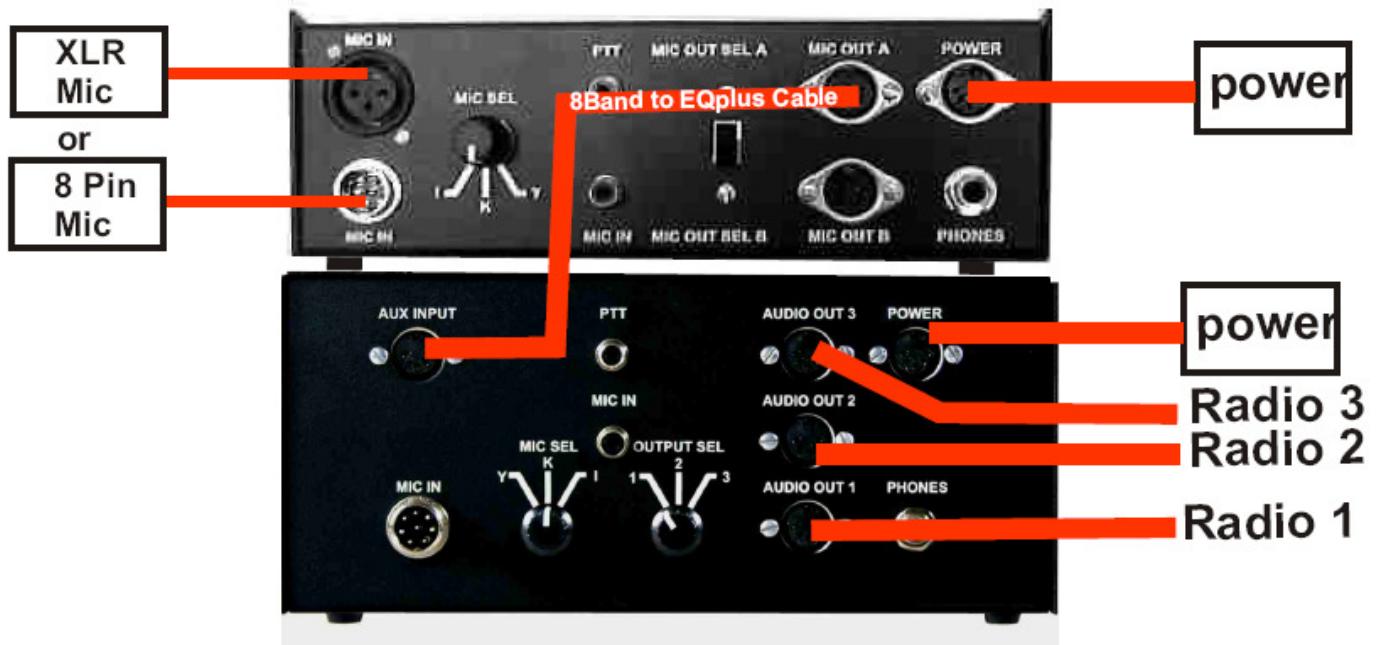 XLR
Mic
or
8 Pin
Mic
MIC IN
MIC SEL
I
K
Y
MIC IN
PTT
MIC OUT SEL A
MIC OUT A
POWER
8Band to EQplus Cable
MIC IN
MIC OUT SEL B
MIC OUT B
PHONES
power
AUX INPUT
PTT
AUDIO OUT 3
POWER
MIC IN
AUDIO OUT 2
MIC SEL
OUTPUT SEL
Y
K
I
1
2
3
MIC IN
AUDIO OUT 1
PHONES
power
Radio 3
Radio 2
Radio 1